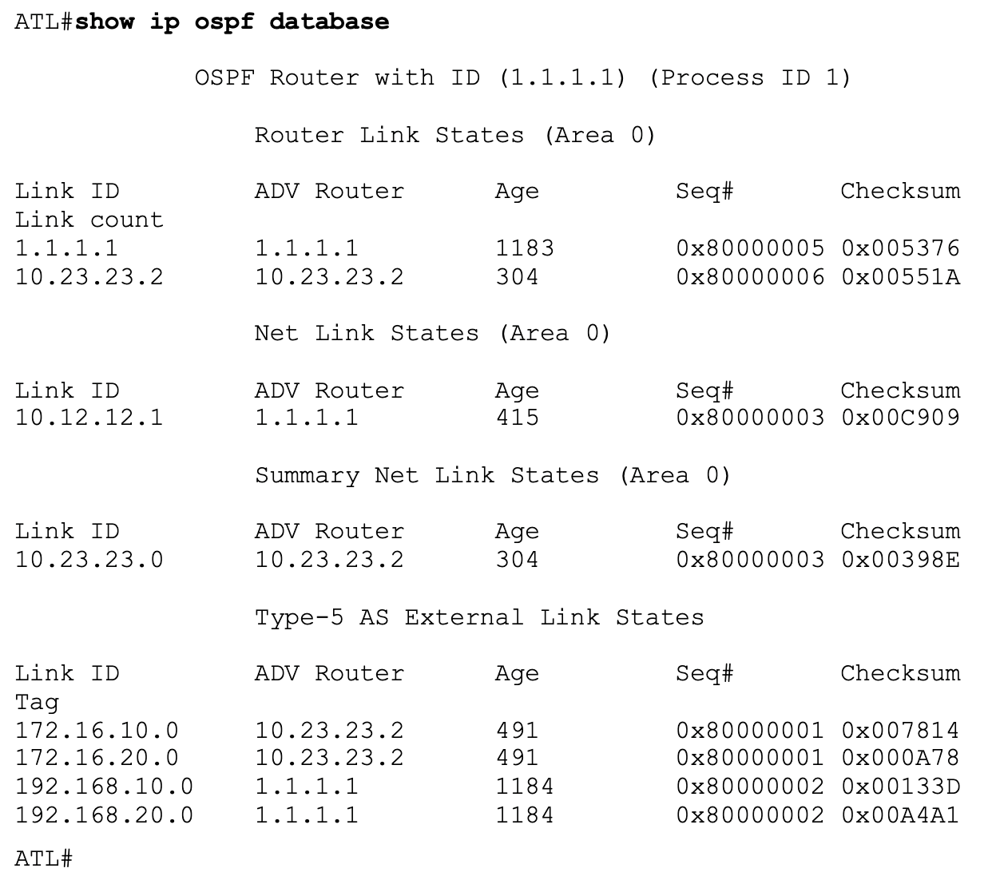 ATL#show ip ospf database
OSPF Router with ID (1.1.1.1) (Process ID 1)
Router Link States (Area 0)
Link ID ADV Router Age Seq# Checksum
Link count
1.1.1.1 1.1.1.1 1183 0x80000005 0x005376
10.23.23.2 10.23.23.2 304 0x80000006 0x00551A
Net Link States (Area 0)
Link ID ADV Router Age Seq# Checksum
10.12.12.1 1.1.1.1 415 0x80000003 0x00C909
Summary Net Link States (Area 0)
Link ID ADV Router Age Seq# Checksum
10.23.23.0 10.23.23.2 304 0x80000003 0x00398E
Type-5 AS External Link States
Link ID ADV Router Age Seq# Checksum
Tag
172.16.10.0 10.23.23.2 491 0x80000001 0x007814
172.16.20.0 10.23.23.2 491 0x80000001 0x000A78
192.168.10.0 1.1.1.1 1184 0x80000002 0x00133D
192.168.20.0 1.1.1.1 1184 0x80000002 0x00A4A1
ATL#